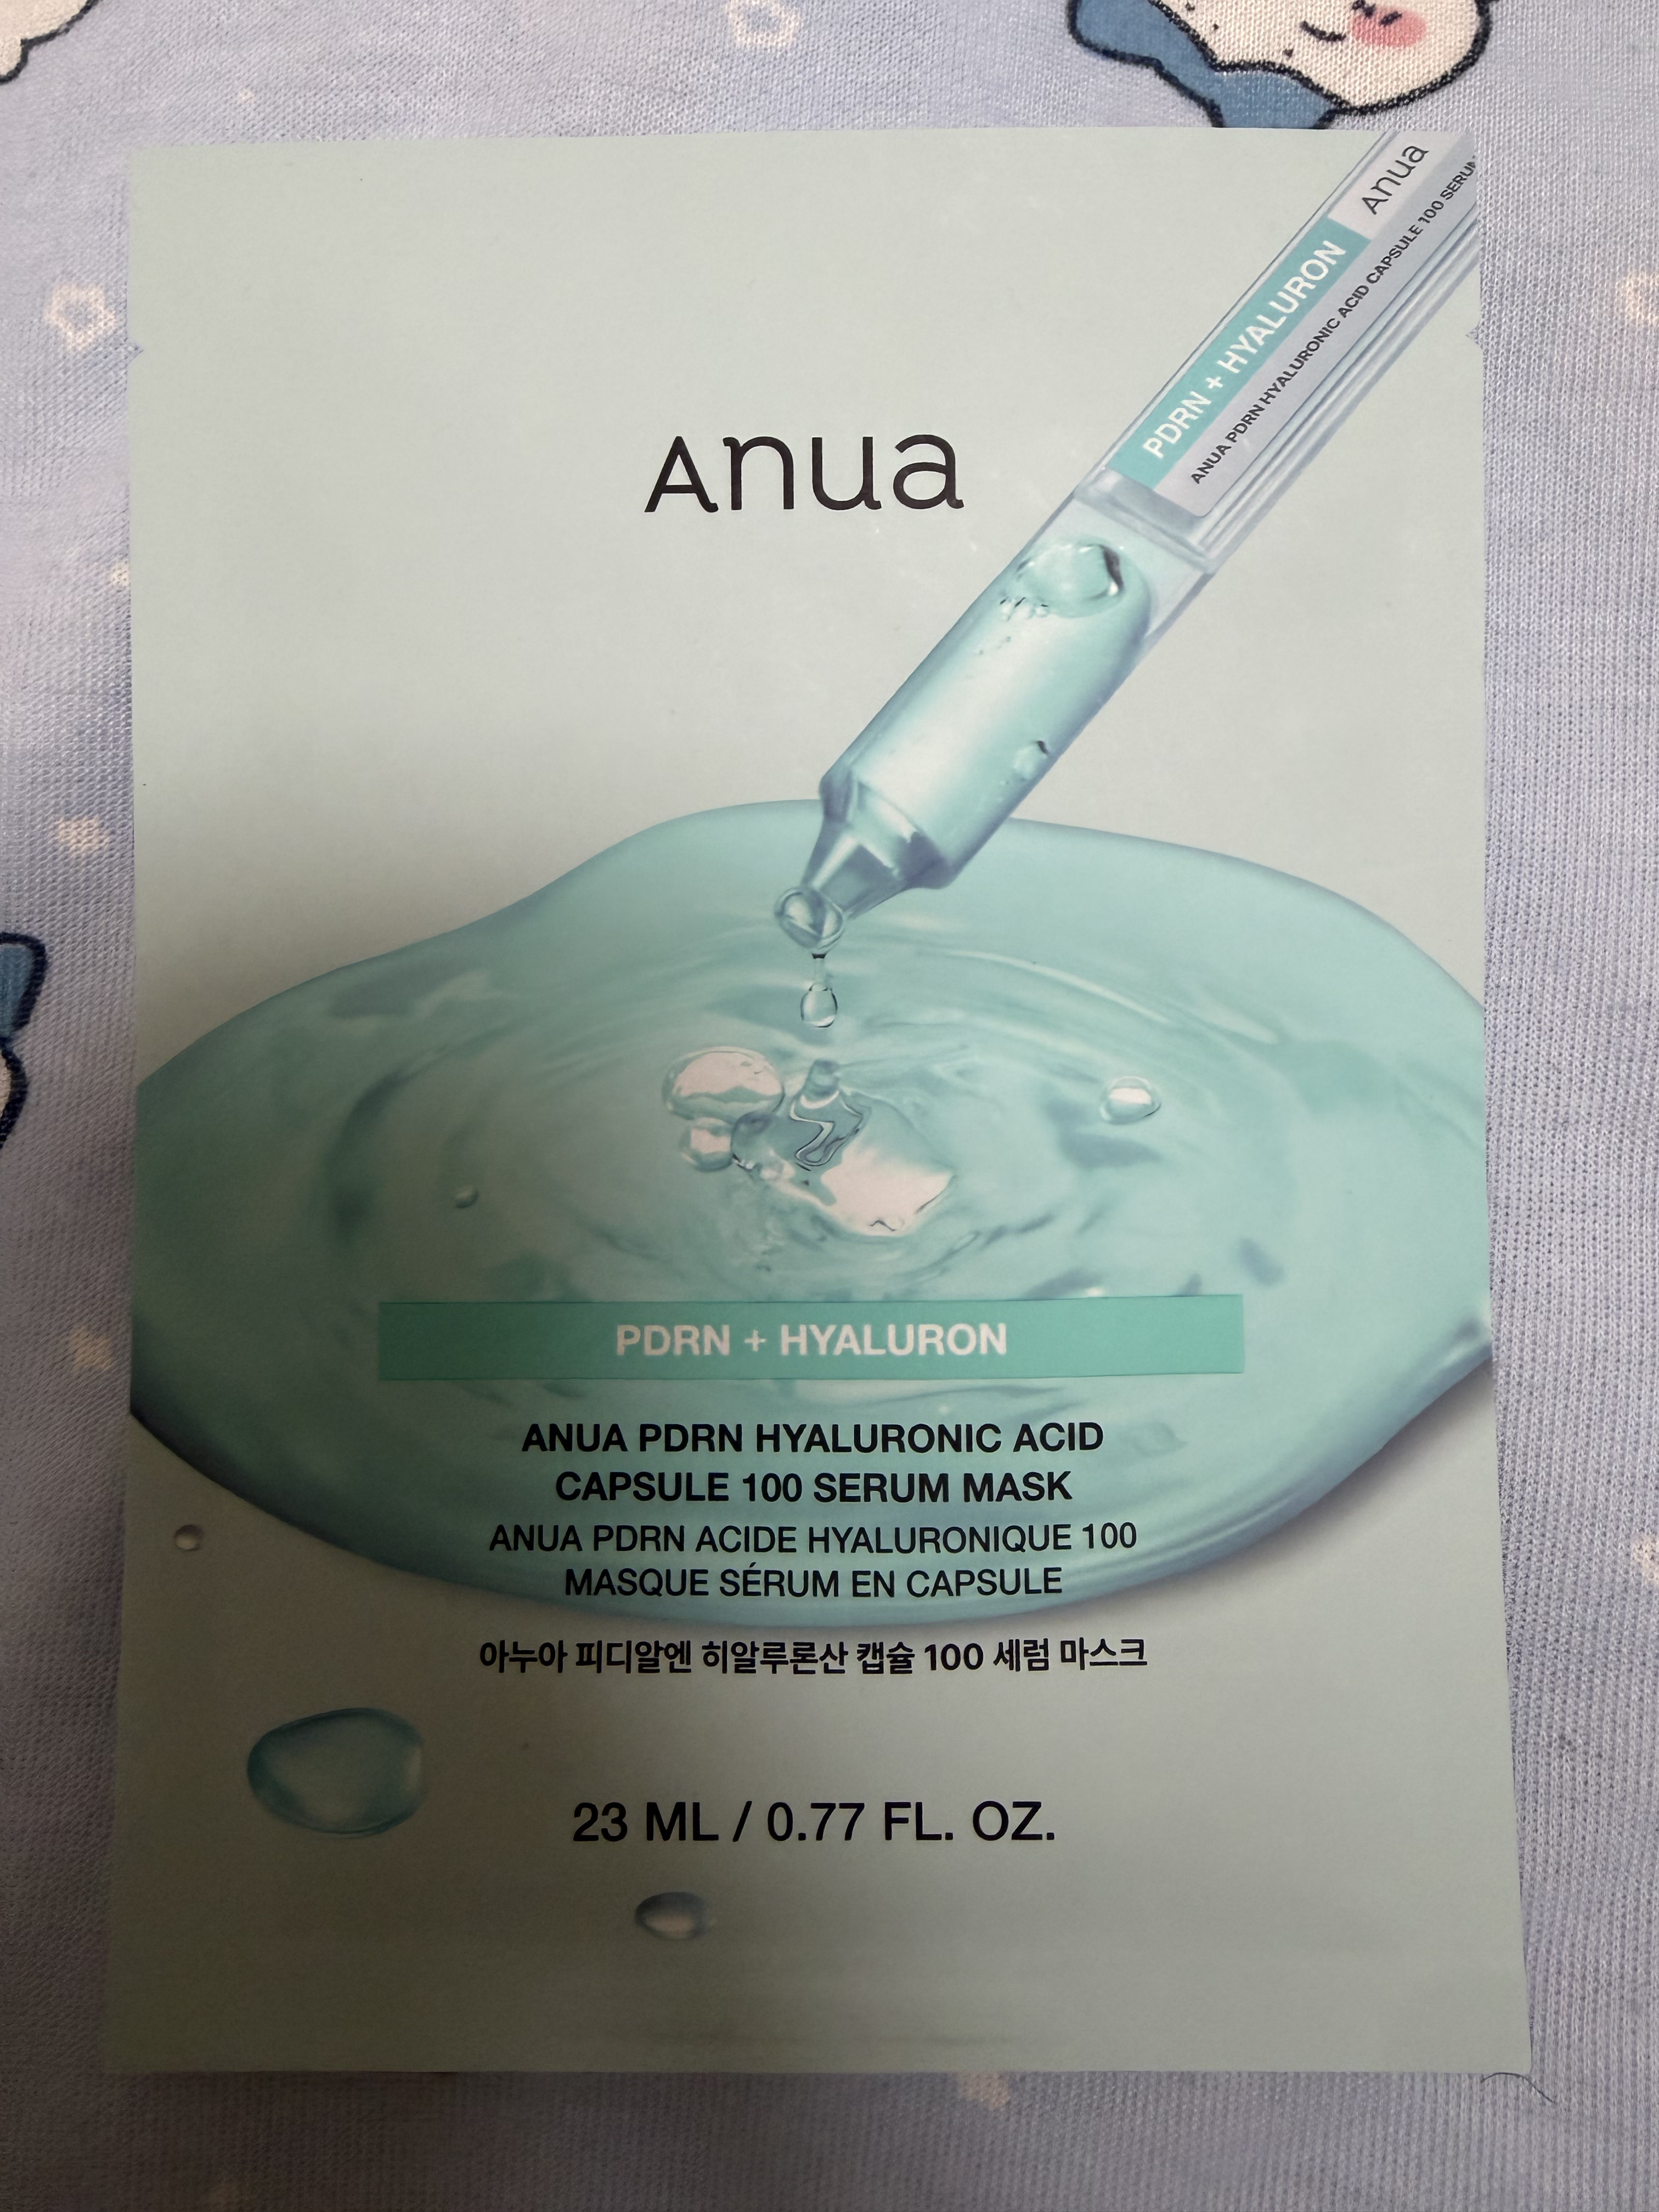 Anua
PDRN + HYALURON
ANUA PDRN HYALURONIC ACID CAPSULE 100 SERUM
Anua
PDRN + HYALURON
ANUA PDRN HYALURONIC ACID
CAPSULE 100 SERUM MASK
ANUA PDRN ACIDE HYALURONIQUE 100
MASQUE SÉRUM EN CAPSULE
아누아 피디알엔 히알루론산 캡슐 100 세럼 마스크
23 ML / 0.77 FL. OZ.